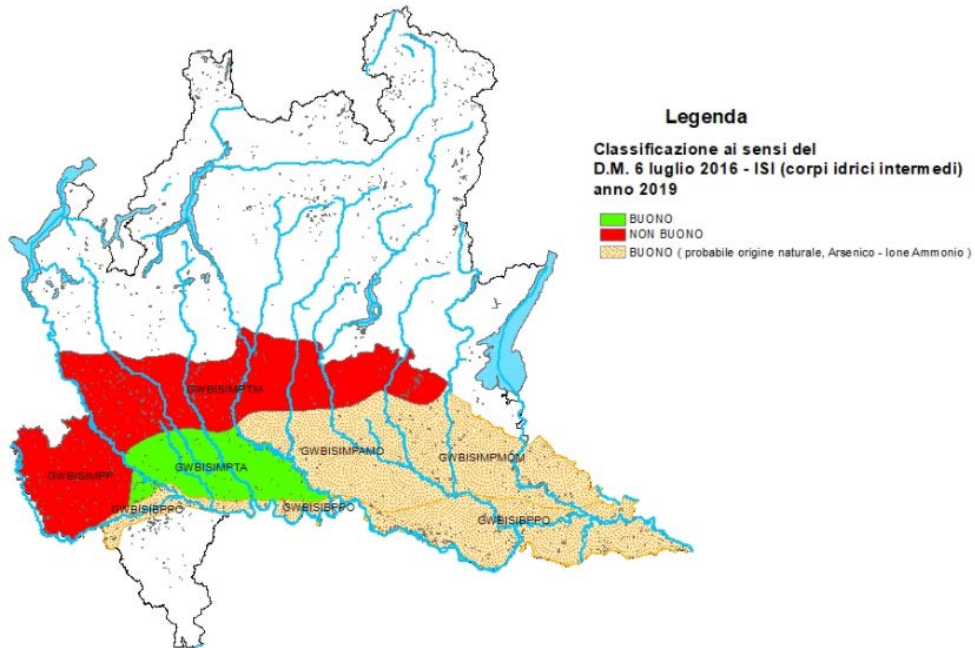 Legenda
Classificazione ai sensi del
D.M. 6 luglio 2016 - ISI (corpi idrici intermedi)
anno 2019
BUONO
NON BUONO
BUONO ( probabile origine naturale, Arsenico - Ione Ammonio )
GWBISIMPTM
GWBISIMPAMO
GWBISIMPMOM
GWBISIMPP
GWBISIMPTA
GWBISIBPPO
GWBISIBPPO
GWBISIBPPO